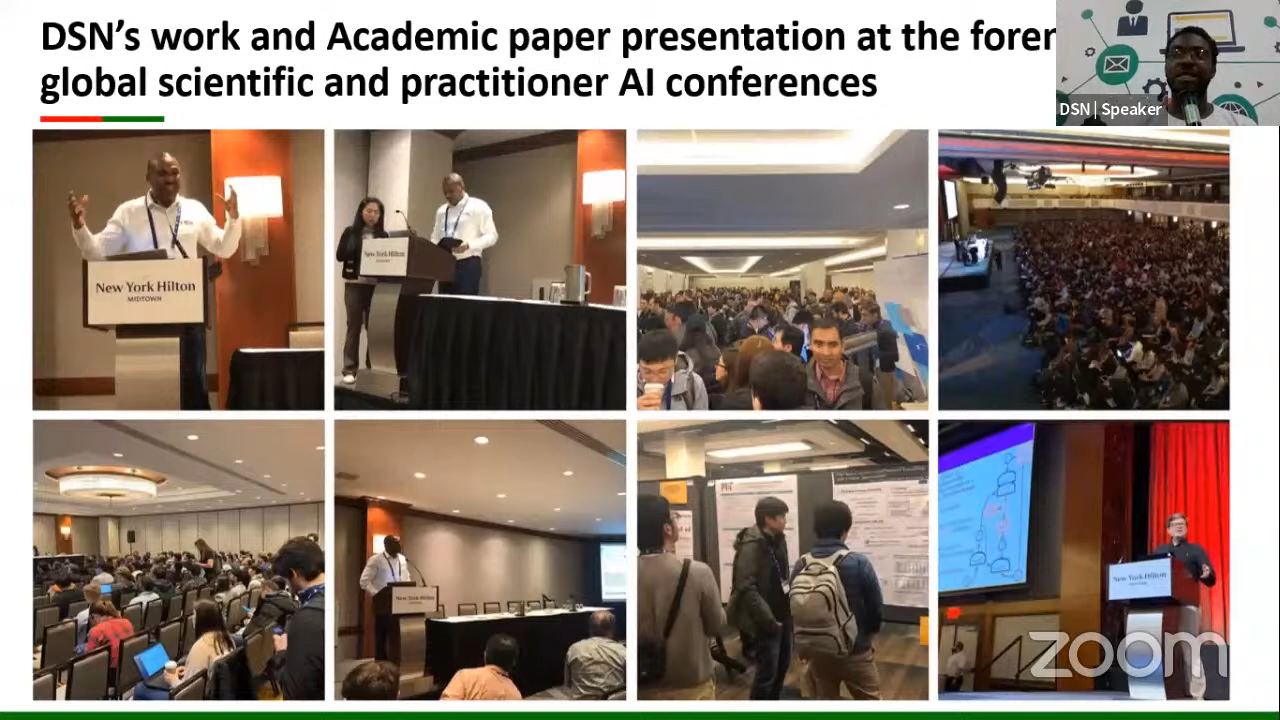 DSN's work and Academic paper presentation at the forem
global scientific and practitioner AI conferences
DSN | Speaker
New York Hilton
MIDTOWN
New York Hilton
New York Hilton
New York Hilton
zoom